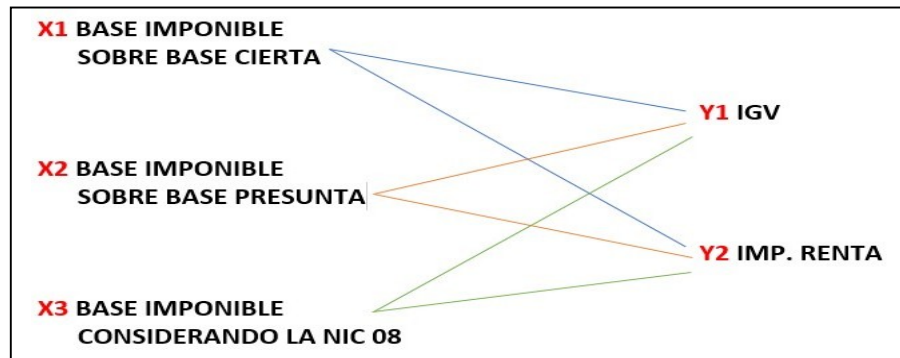 X1 BASE IMPONIBLE
SOBRE BASE CIERTA
Y1 IGV
X2 BASE IMPONIBLE
SOBRE BASE PRESUNTA
Y2 IMP. RENTA
X3 BASE IMPONIBLE
CONSIDERANDO LA NIC 08